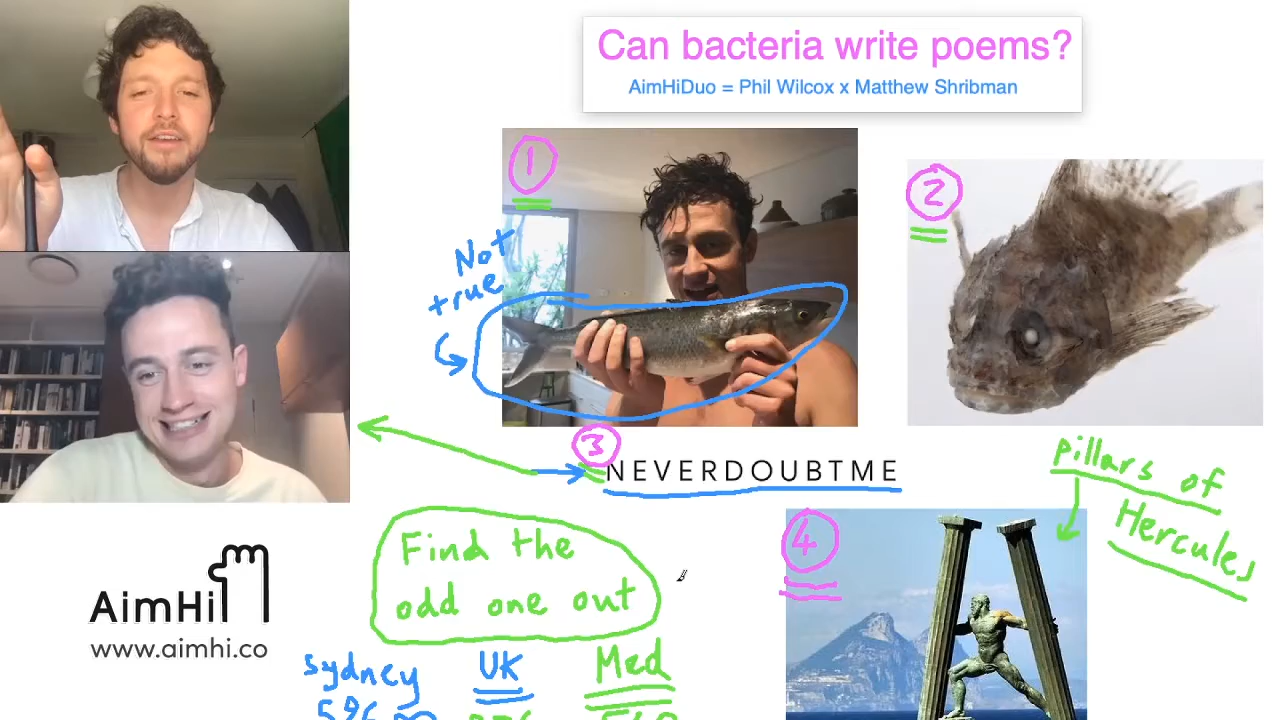 Can bacteria write poems?
AimHiDuo = Phil Wilcox x Matthew Shribman
1
2
Not
true
3
NEVERDOUBTME
Pillars of
Hercules
4
Find the
odd one out
AimHi
www.aimhi.co
Sydney UK Med